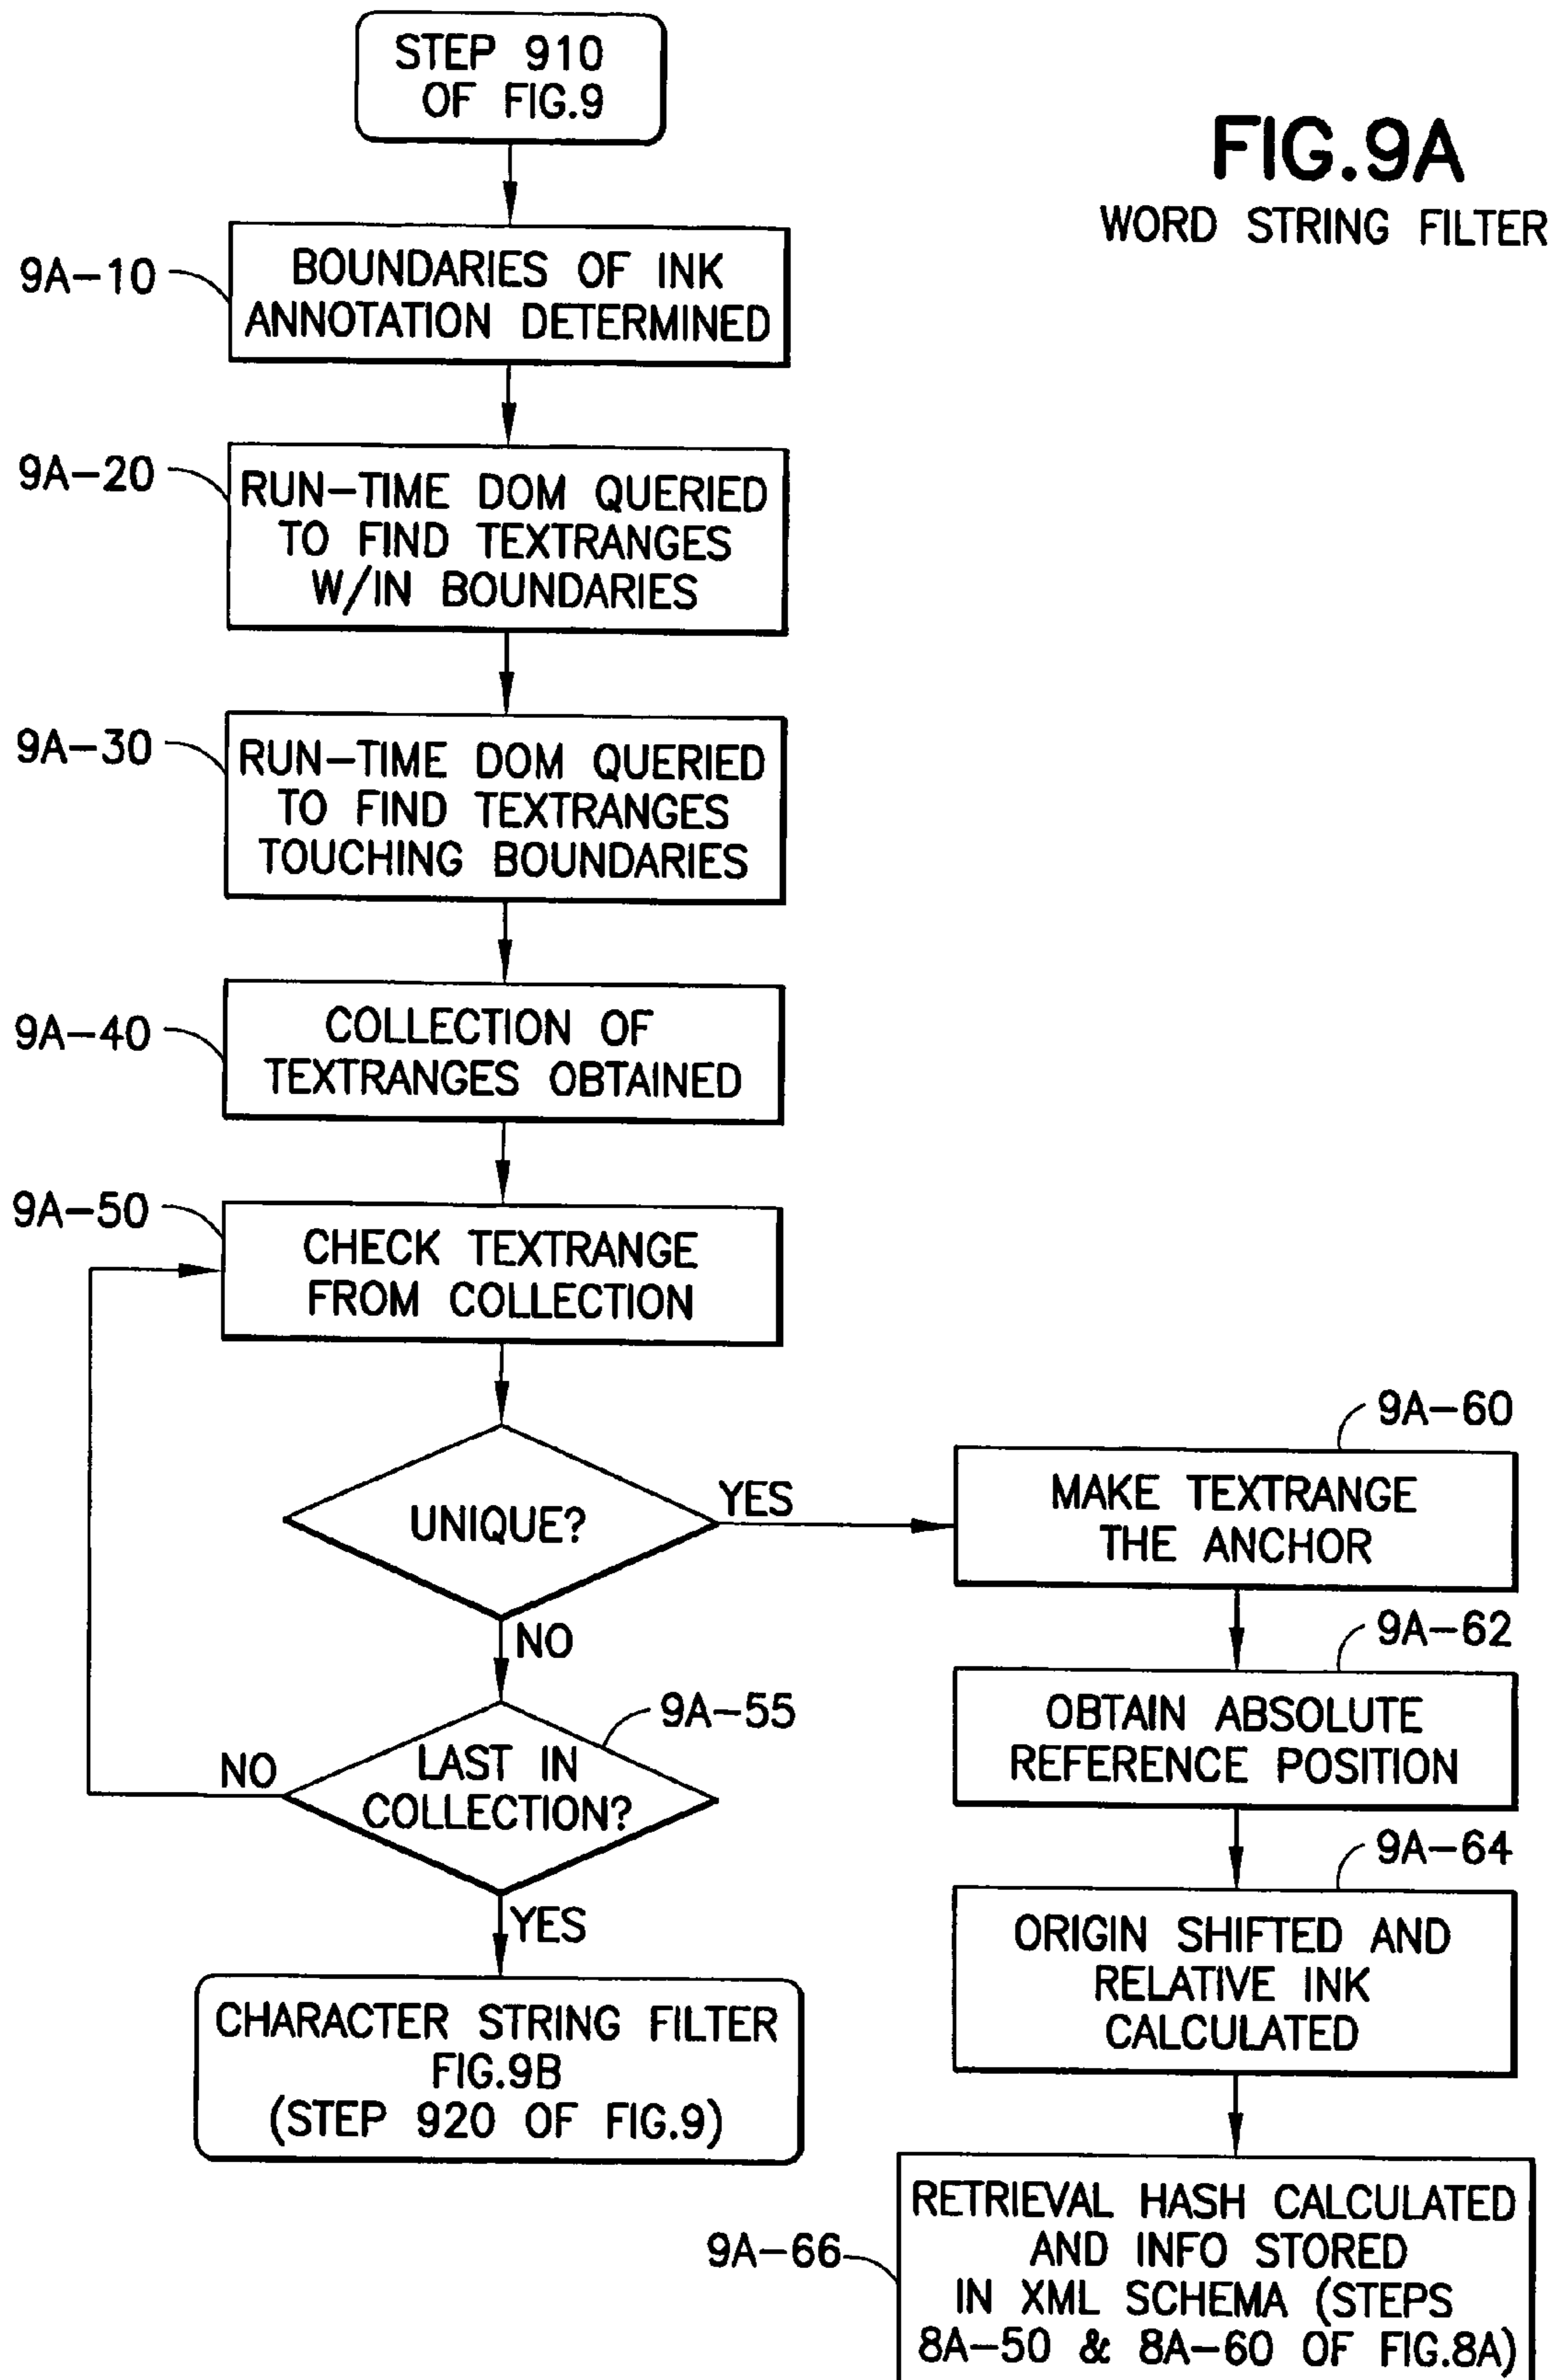 STEP 910
OF FIG.9
FIG.9A
WORD STRING FILTER
9A-10
BOUNDARIES OF INK
ANNOTATION DETERMINED
9A-20
RUN-TIME DOM QUERIED
TO FIND TEXTRANGES
W/IN BOUNDARIES
9A-30
RUN-TIME DOM QUERIED
TO FIND TEXTRANGES
TOUCHING BOUNDARIES
9A-40
COLLECTION OF
TEXTRANGES OBTAINED
9A-50
CHECK TEXTRANGE
FROM COLLECTION
UNIQUE?
YES
NO
9A-60
MAKE TEXTRANGE
THE ANCHOR
9A-62
OBTAIN ABSOLUTE
REFERENCE POSITION
9A-55
LAST IN
COLLECTION?
NO
YES
9A-64
ORIGIN SHIFTED AND
RELATIVE INK
CALCULATED
CHARACTER STRING FILTER
FIG.9B
(STEP 920 OF FIG.9)
9A-66
RETRIEVAL HASH CALCULATED
AND INFO STORED
IN XML SCHEMA (STEPS
8A-50 & 8A-60 OF FIG.8A)